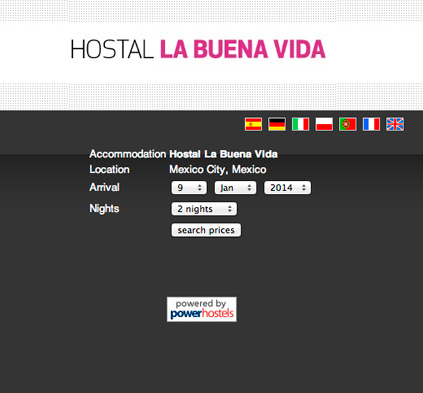 HOSTAL LA BUENA VIDA
Accommodation Hostal La Buena Vida
Location Mexico City, Mexico
Arrival 9 Jan 2014
Nights 2 nights
search prices
powered by
powerhostels